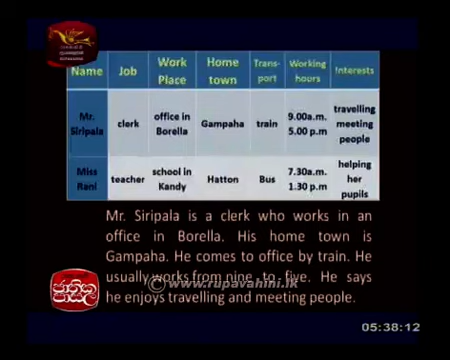 Name Job Work Place Home town Trans-port Working hours Interests
Mr. Siripala clerk office in Borella Gampaha train 9.00a.m. 5.00 p.m travelling meeting people
Miss Rani teacher school in Kandy Hatton Bus 7.30a.m. 1.30 p.m helping her pupils
Mr. Siripala is a clerk who works in an
office in Borella. His home town is
Gampaha. He comes to office by train. He
usually works from nine to five. He says
he enjoys travelling and meeting people.
©www.rupavahini.lk
ජාතික
පාසල
05:38:12